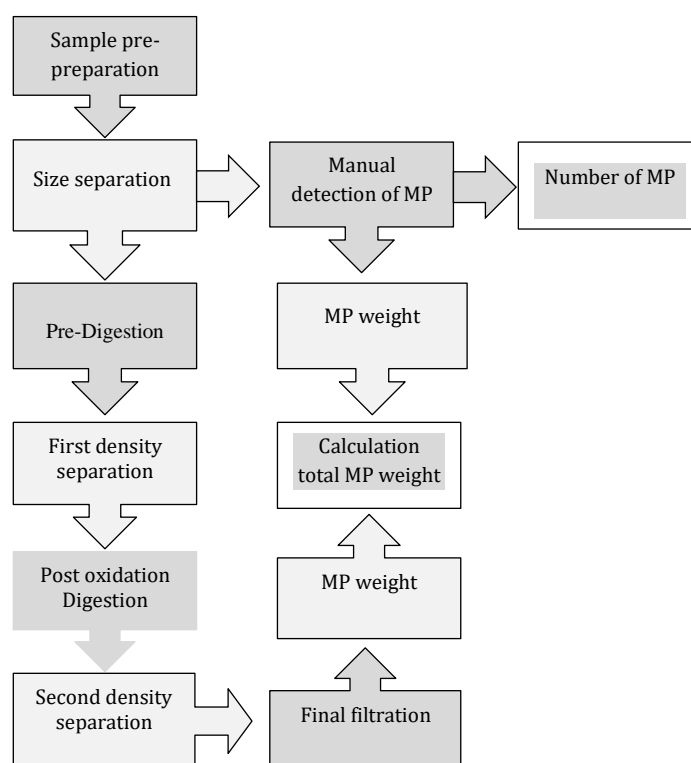 Sample pre-
preparation
Size separation
Manual
detection of MP
Number of MP
Pre-Digestion
MP weight
First density
separation
Calculation
total MP weight
Post oxidation
Digestion
MP weight
Second density
separation
Final filtration